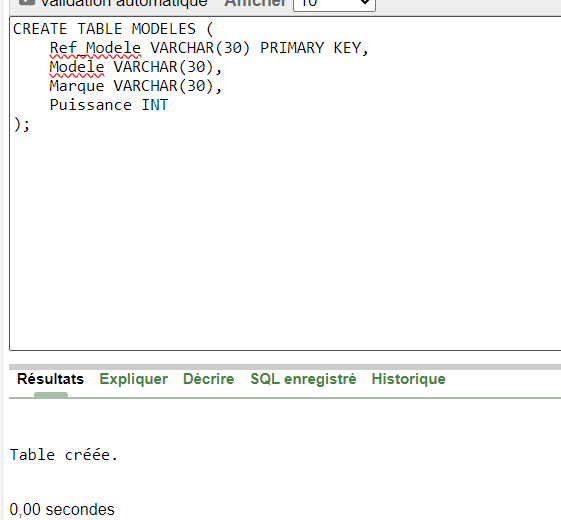 Validation automatique Afficher 10
CREATE TABLE MODELES (
Ref_Modele VARCHAR(30) PRIMARY KEY,
Modele VARCHAR(30),
Marque VARCHAR(30),
Puissance INT
);
Résultats Expliquer Décrire SQL enregistré Historique
Table créée.
0,00 secondes